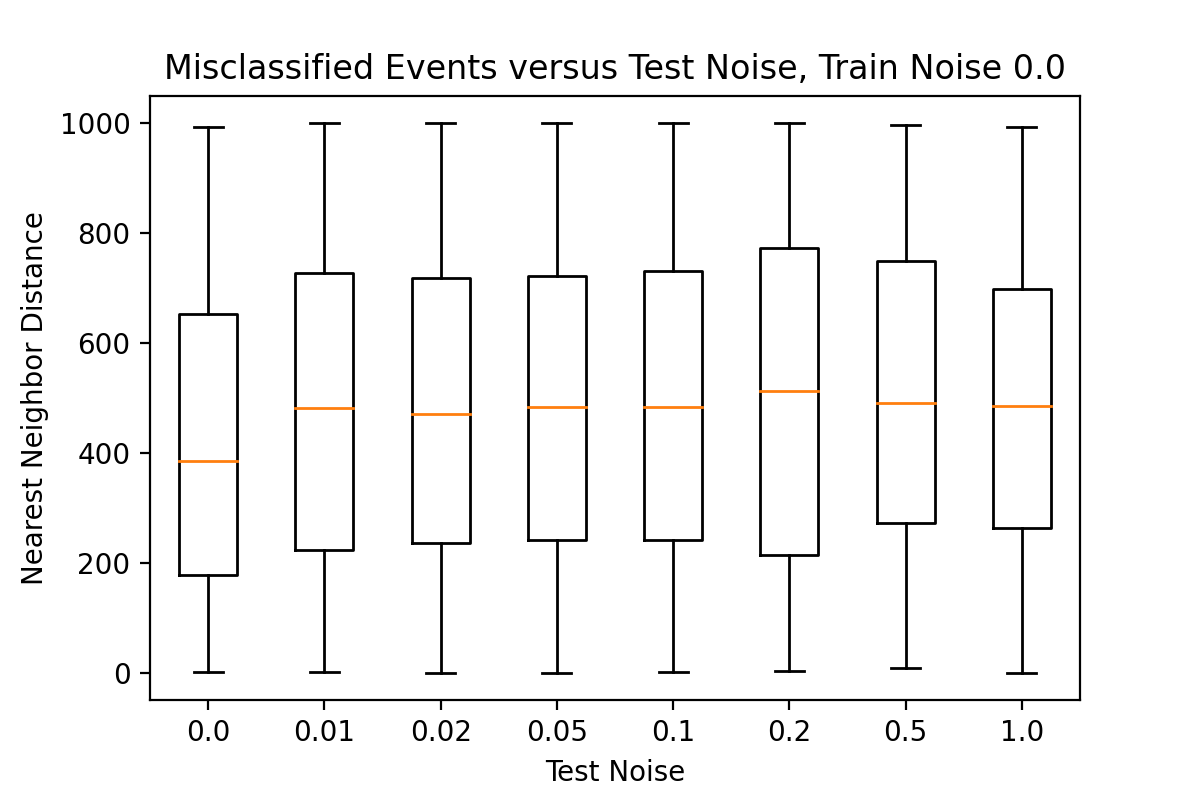 Misclassified Events versus Test Noise, Train Noise 0.0
Nearest Neighbor Distance
1000
800
600
400
200
0
0.0 0.01 0.02 0.05 0.1 0.2 0.5 1.0
Test Noise